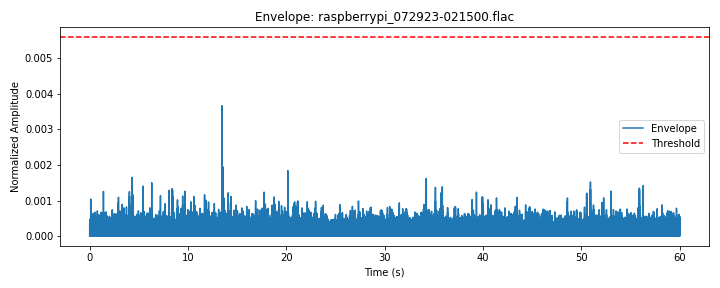 Envelope: raspberrypi_072923-021500.flac
Normalized Amplitude
0.005
0.004
0.003
0.002
0.001
0.000
Envelope
Threshold
0
10
20
30
40
50
60
Time (s)